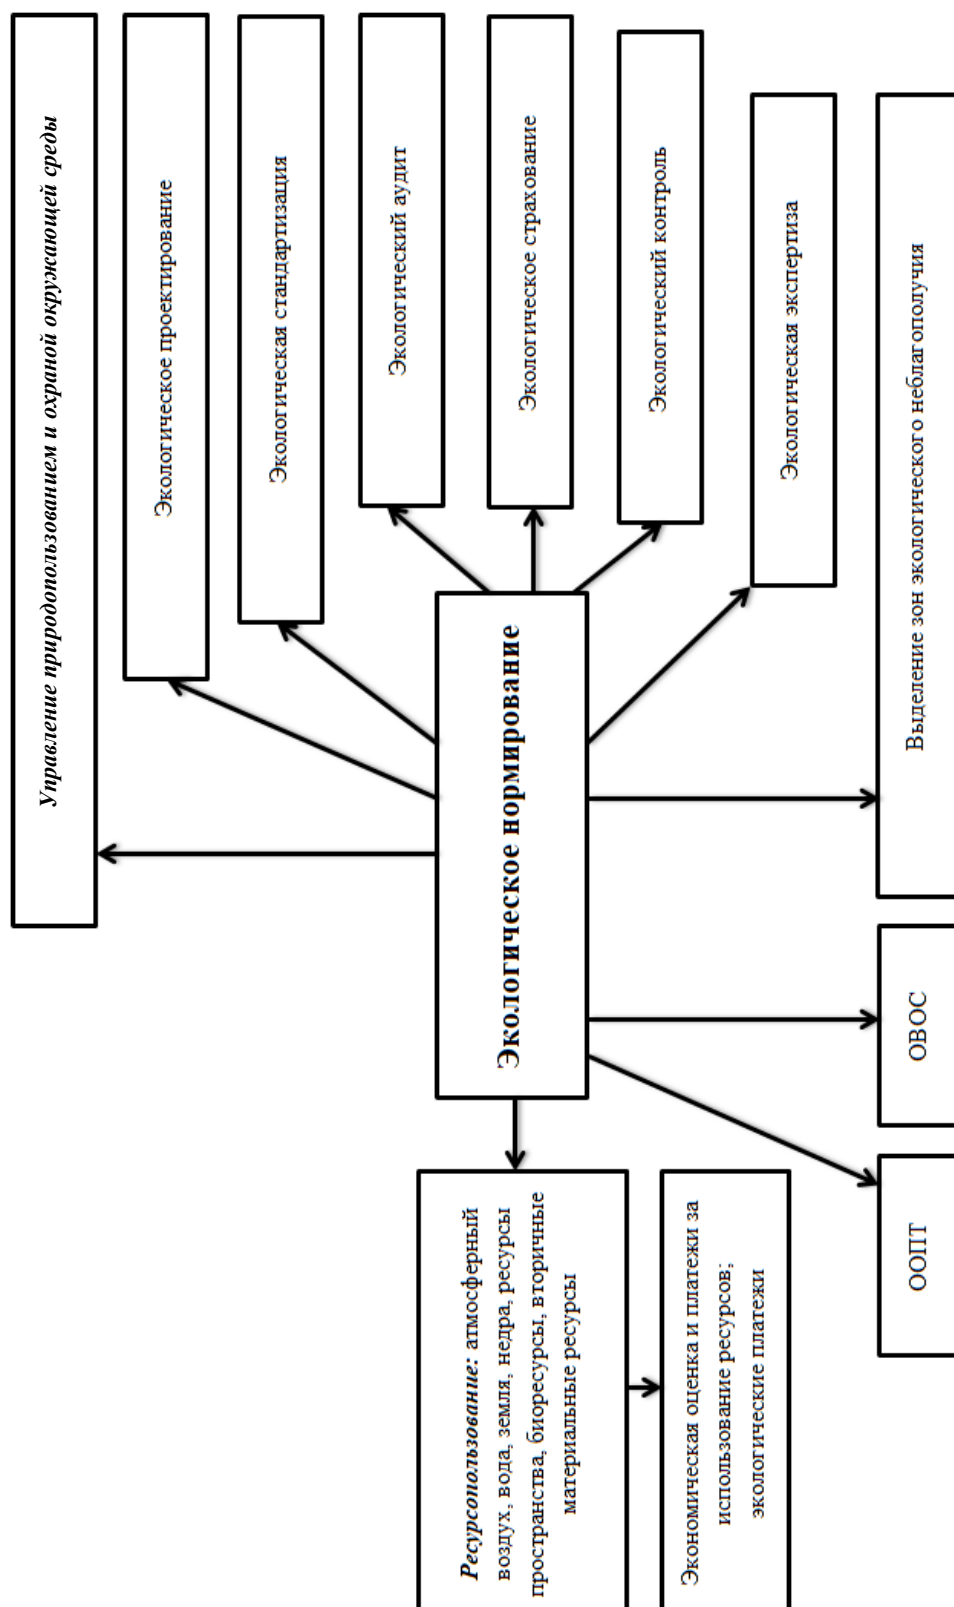 Управление природопользованием и охраной окружающей среды
Экологическое проектирование
Экологическая стандартизация
Экологический аудит
Экологическое страхование
Экологический контроль
Экологическая экспертиза
Экологическое нормирование
Ресурсопользование: атмосферный
воздух, вода, земля, недра, ресурсы
пространства, биоресурсы, вторичные
материальные ресурсы
Экономическая оценка и платежи за
использование ресурсов;
экологические платежи
ООПТ
ОВОС
Выделение зон экологического неблагополучия